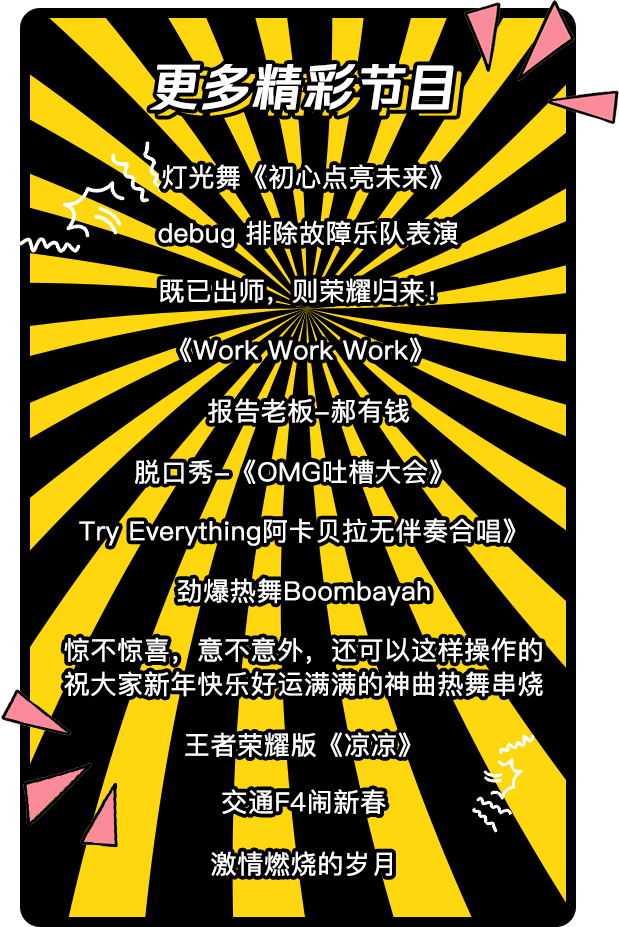 更多精彩节目
灯光舞《初心点亮未来》
debug 排除故障乐队表演
既已出师，则荣耀归来！
《Work Work Work》
报告老板-郝有钱
脱口秀-《OMG吐槽大会》
Try Everything阿卡贝拉无伴奏合唱》
劲爆热舞Boombayah
惊不惊喜，意不意外，还可以这样操作的
祝大家新年快乐好运满满的神曲热舞串烧
王者荣耀版《凉凉》
交通F4闹新春
激情燃烧的岁月